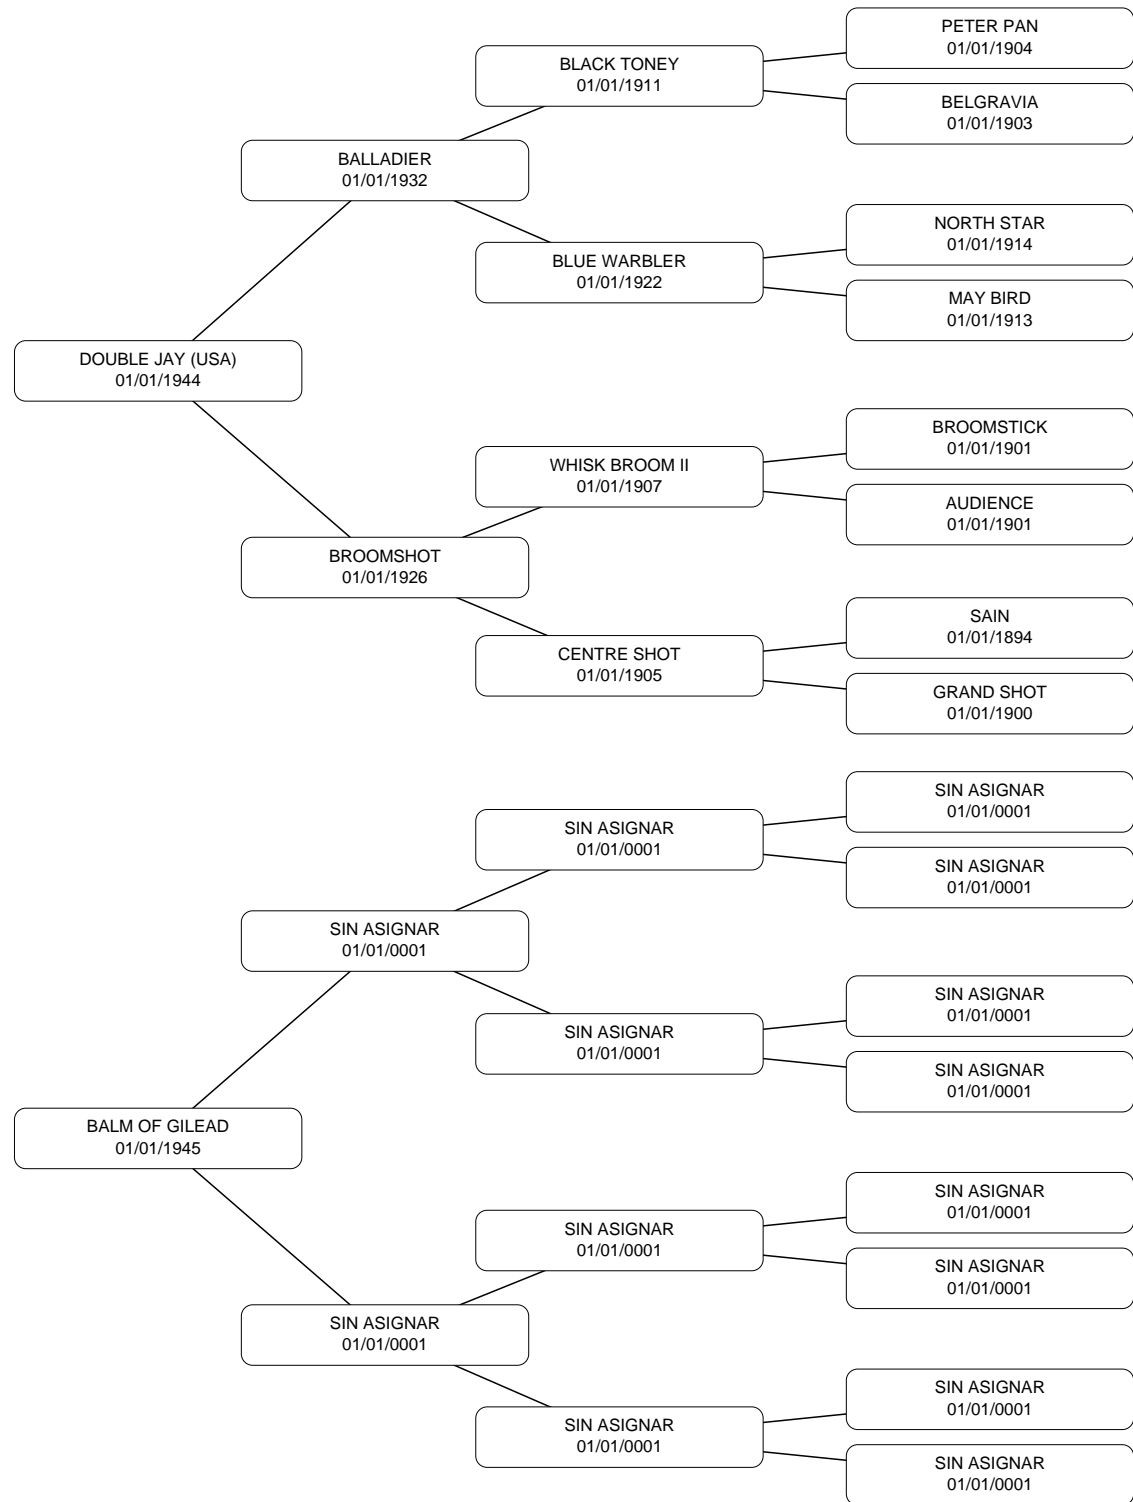 PETER PAN
01/01/1904
BLACK TONEY
01/01/1911
BELGRAVIA
01/01/1903
BALLADIER
01/01/1932
NORTH STAR
01/01/1914
BLUE WARBLER
01/01/1922
MAY BIRD
01/01/1913
DOUBLE JAY (USA)
01/01/1944
BROOMSTICK
01/01/1901
WHISK BROOM II
01/01/1907
AUDIENCE
01/01/1901
BROOMSHOT
01/01/1926
SAIN
01/01/1894
CENTRE SHOT
01/01/1905
GRAND SHOT
01/01/1900
SIN ASIGNAR
01/01/0001
SIN ASIGNAR
01/01/0001
SIN ASIGNAR
01/01/0001
SIN ASIGNAR
01/01/0001
SIN ASIGNAR
01/01/0001
SIN ASIGNAR
01/01/0001
SIN ASIGNAR
01/01/0001
BALM OF GILEAD
01/01/1945
SIN ASIGNAR
01/01/0001
SIN ASIGNAR
01/01/0001
SIN ASIGNAR
01/01/0001
SIN ASIGNAR
01/01/0001
SIN ASIGNAR
01/01/0001
SIN ASIGNAR
01/01/0001
SIN ASIGNAR
01/01/0001